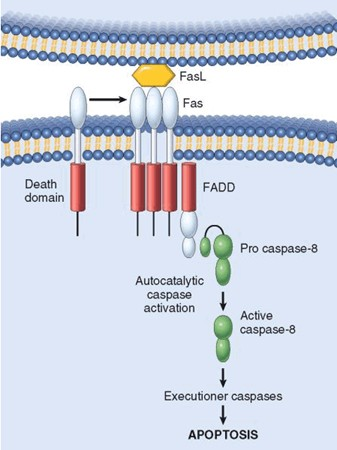 FasL
Fas
Death
domain
FADD
Pro caspase-8
Autocatalytic
caspase
activation
Active
caspase-8
Executioner caspases
APOPTOSIS